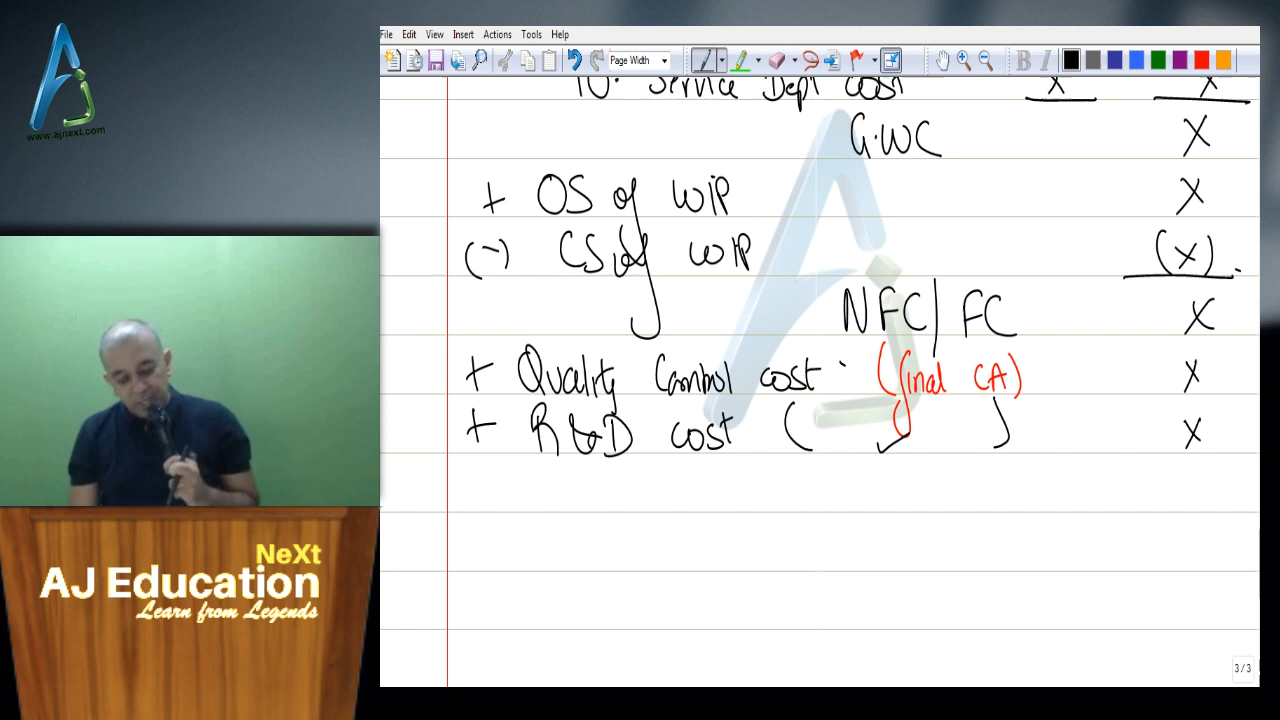 www.ajnext.com
File Edit View Insert Actions Tools Help
Page Width
10. Service Dept cost X X
G.WC X
+ OS of WIP X
(-) CS of WIP (X)
NFC | FC X
+ Quality Control cost (final CA) X
+ R & D cost ( " ) X
NeXt
AJ Education
Learn from Legends
3/3